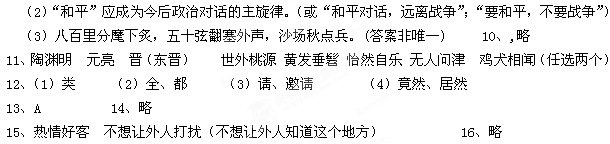 （2）“和平”应成为今后政治对话的主旋律。（或“和平对话，远离战争”；“要和平，不要战争”）
（3）八百里分麾下炙，五十弦翻塞外声，沙场秋点兵。(答案非唯一)    10、,略
11、陶渊明  元亮  晋(东晋)    世外桃源 黄发垂髫 怡然自乐 无人问津  鸡犬相闻(任选两个)
12、（1）类    （2）全、都    （3）请、邀请    （4）竟然、居然
13、A    14、略
15、热情好客  不想让外人打扰（不想让外人知道这个地方）    16、略